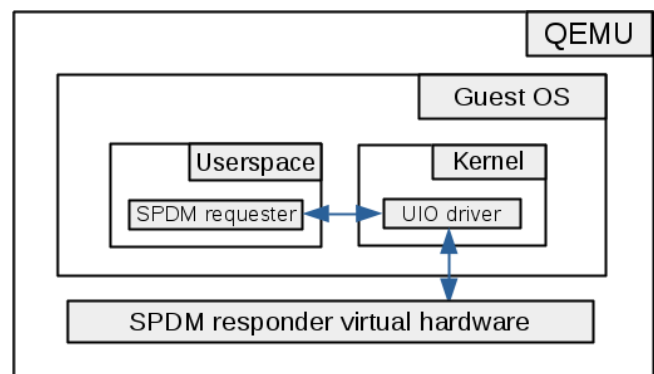 QEMU
Guest OS
Userspace
Kernel
SPDM requester
UIO driver
SPDM responder virtual hardware